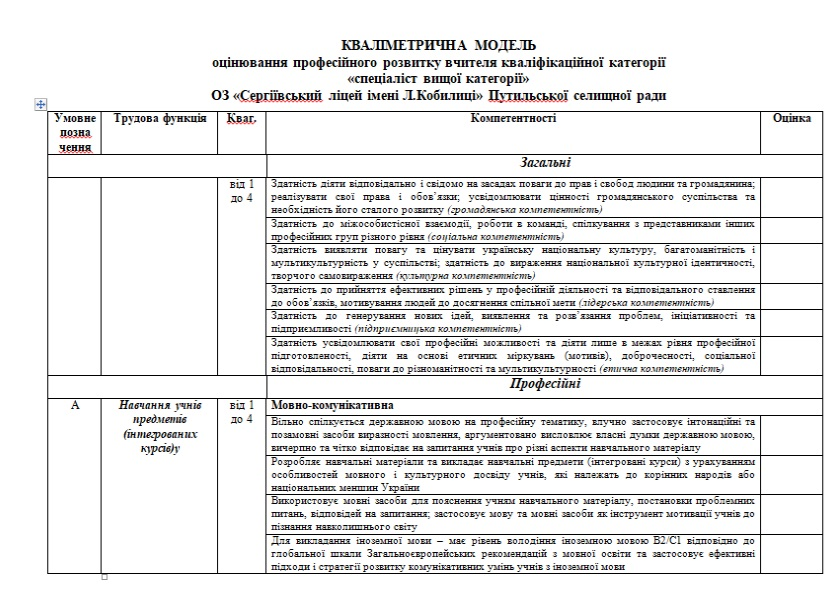 КВАЛІМЕТРИЧНА МОДЕЛЬ
оцінювання професійного розвитку вчителя кваліфікаційної категорії
«спеціаліст вищої категорії»
ОЗ «Сергіївський ліцей імені Л.Кобилиці» Путильської селищної ради
Умовне позна чення
Трудова функція
Кваг.
Компетентності
Оцінка
Загальні
від 1 до 4
Здатність діяти відповідально і свідомо на засадах поваги до прав і свобод людини та громадянина;
реалізувати свої права і обов’язки; усвідомлювати цінності громадянського суспільства та
необхідність його сталого розвитку (громадянська компетентність)
Здатність до міжособистісної взаємодії, роботи в команді, спілкування з представниками інших
професійних груп різного рівня (соціальна компетентність)
Здатність виявляти повагу та цінувати українську національну культуру, багатоманітність і
мультикультурність у суспільстві; здатність до вираження національної культурної ідентичності,
творчого самовираження (культурна компетентність)
Здатність до прийняття ефективних рішень у професійній діяльності та відповідального ставлення
до обов’язків, мотивування людей до досягнення спільної мети (лідерська компетентність)
Здатність до генерування нових ідей, виявлення та розв’язання проблем, ініціативності та
підприємливості (підприємницька компетентність)
Здатність усвідомлювати свої професійні можливості та діяти лише в межах рівня професійної
підготовленості, діяти на основі етичних міркувань (мотивів), доброчесності, соціальної
відповідальності, поваги до різноманітності та мультикультурності (етична компетентність)
Професійні
А
Навчання учнів
предметів
(інтегрованих
курсів)у
від 1
до 4
Мовно-комунікативна
Вільно спілкується державною мовою на професійну тематику, влучно застосовує інтонаційні та
позамовні засоби виразності мовлення, аргументовано висловлює власні думки державною мовою,
вичерпно та чітко відповідає на запитання учнів про різні аспекти навчального матеріалу
Розробляє навчальні матеріали та викладає навчальні предмети (інтегровані курси) з урахуванням
особливостей мовного і культурного досвіду учнів, які належать до корінних народів або
національних меншин України
Використовує мовні засоби для пояснення учням навчального матеріалу, постановки проблемних
питань, відповідей на запитання; застосовує мову та мовні засоби як інструмент мотивації учнів до
пізнання навколишнього світу
Для викладання іноземної мови – має рівень володіння іноземною мовою В2/С1 відповідно до
глобальної шкали Загальноєвропейських рекомендацій з мовної освіти та застосовує ефективні
підходи і стратегії розвитку комунікативних умінь учнів з іноземної мови